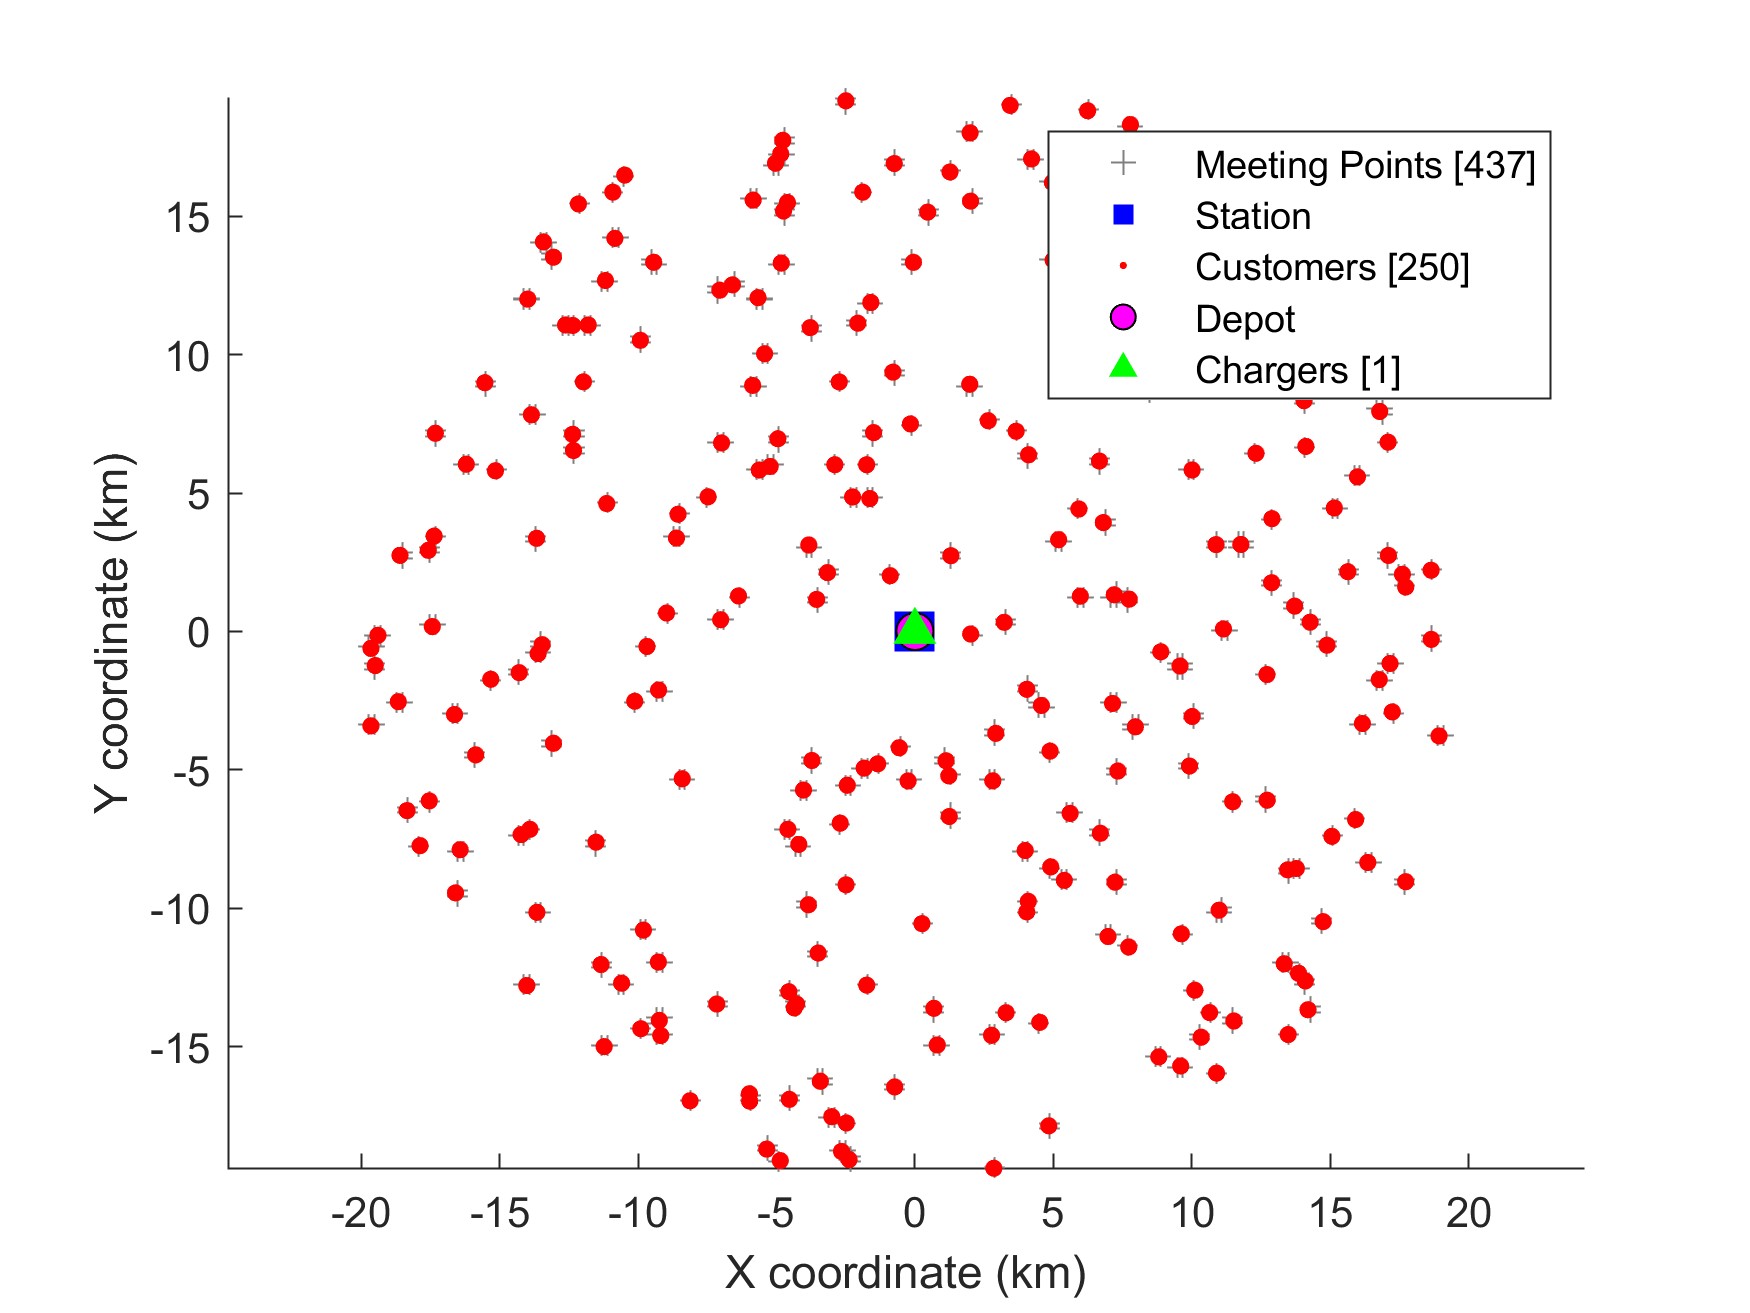 Meeting Points [437]
Station
Customers [250]
Depot
Chargers [1]
15
10
5
0
-5
-10
-15
Y coordinate (km)
-20 -15 -10 -5 0 5 10 15 20
X coordinate (km)